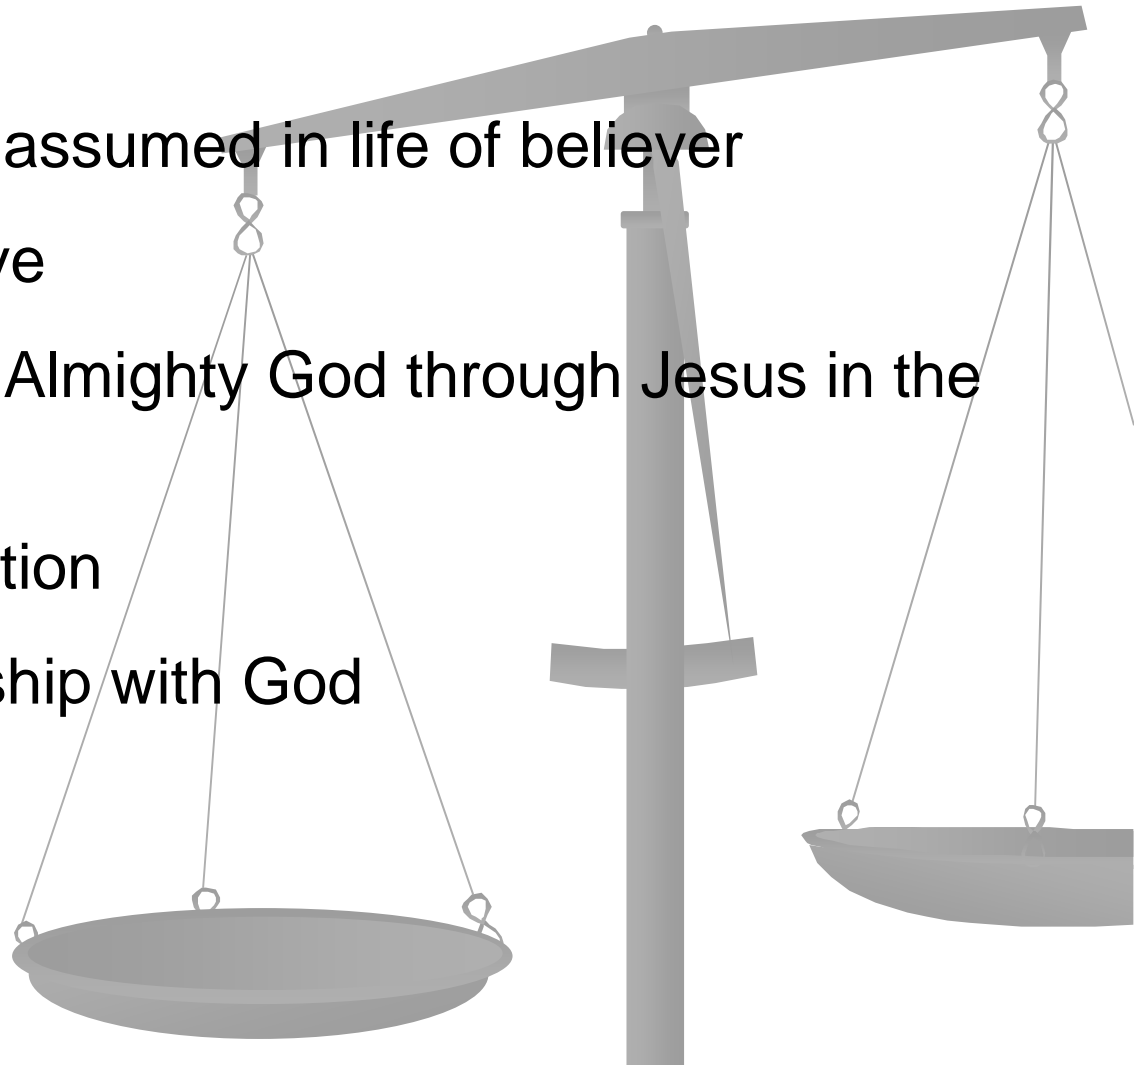 assumed in life of believer
ve
Almighty God through Jesus in the
tion
ship with God